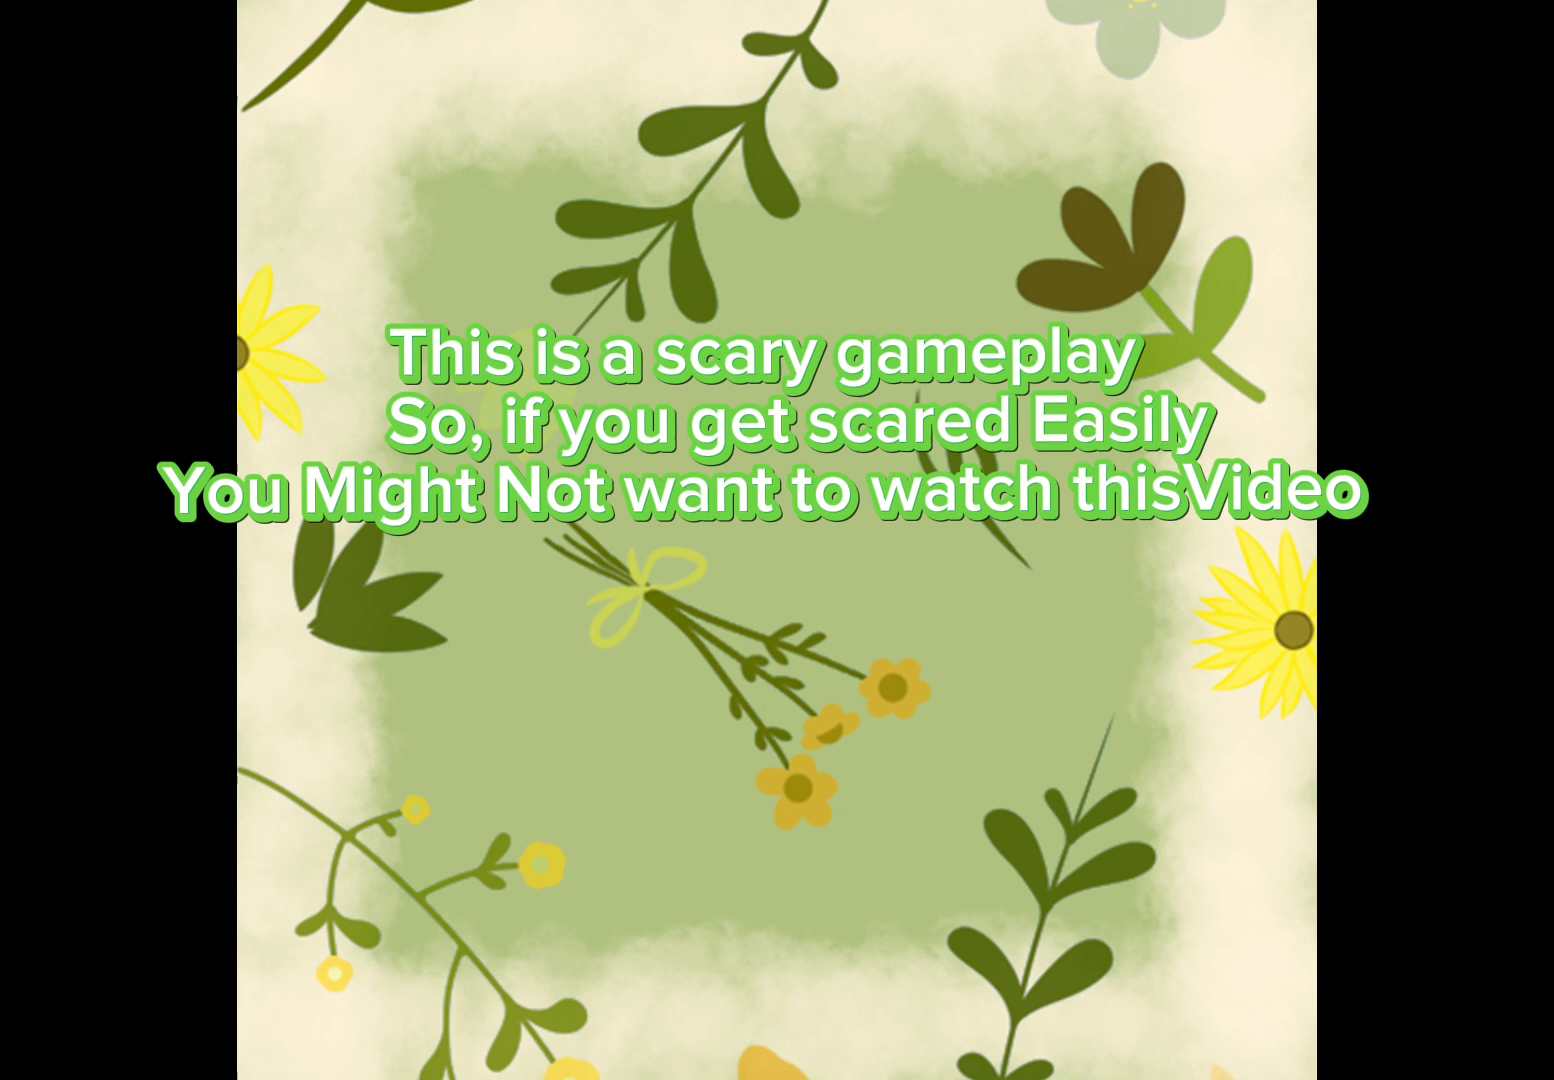 This is a scary gameplay
So, if you get scared Easily
You Might Not want to watch thisVideo